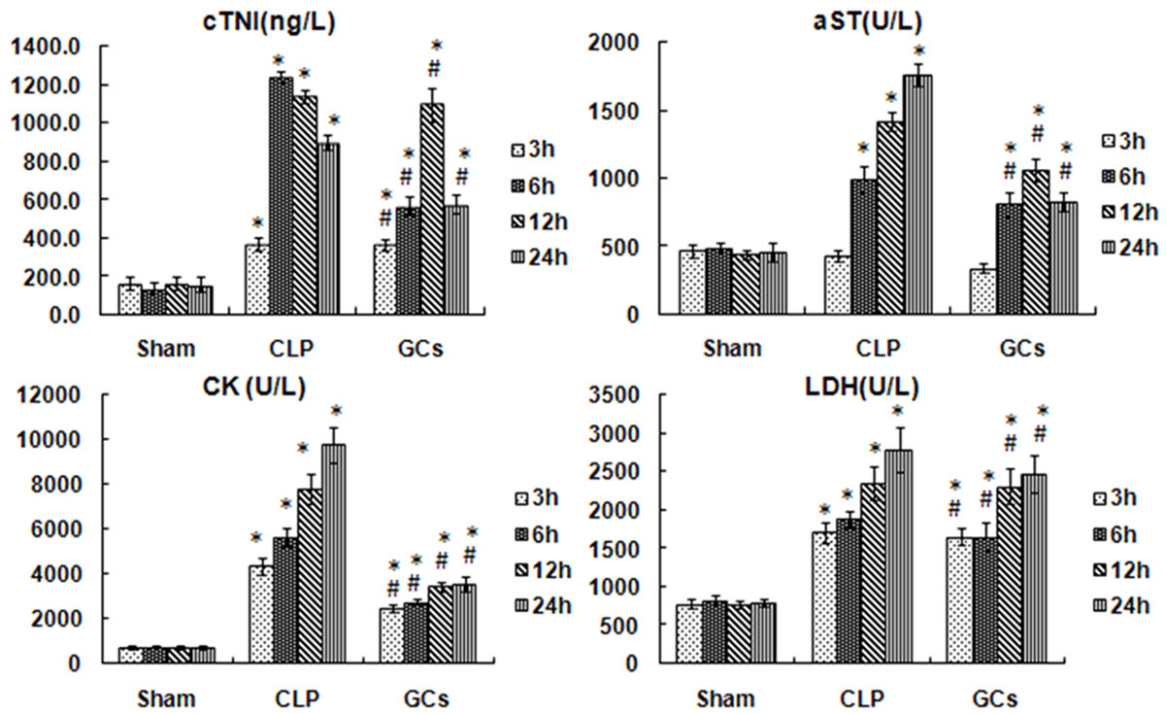 cTNI(ng/L)
1400.0
1200.0
1000.0
800.0
600.0
400.0
200.0
0.0
* * * *
* # * # * # * #
3h
6h
12h
24h
Sham CLP GCs
aST(U/L)
2000
1500
1000
500
0
* * *
* # * # * #
3h
6h
12h
24h
Sham CLP GCs
CK (U/L)
12000
10000
8000
6000
4000
2000
0
* * * *
* # * # * # * #
3h
6h
12h
24h
Sham CLP GCs
LDH(U/L)
3500
3000
2500
2000
1500
1000
500
0
* * * *
* # * # * # * #
3h
6h
12h
24h
Sham CLP GCs